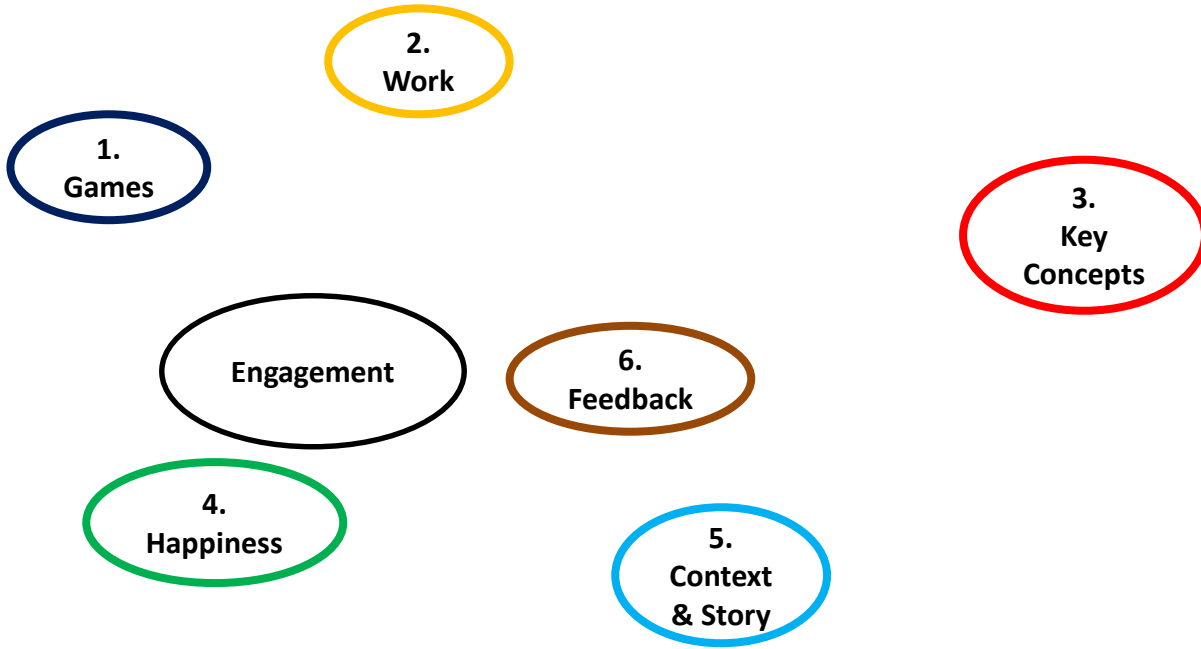 2.
Work
1.
Games
3.
Key
Concepts
Engagement
6.
Feedback
4.
Happiness
5.
Context
& Story